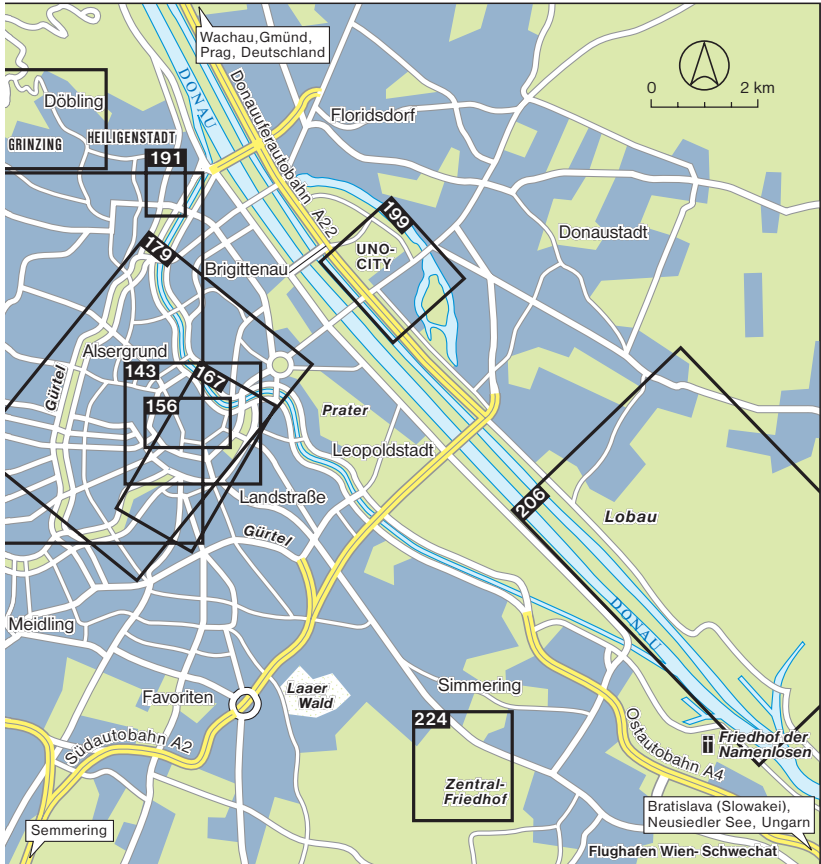 Wachau,Gmünd,
Prag, Deutschland
DONAU
Donauuferautobahn A22
0 2 km
Döbling
Floridsdorf
GRINZING
HEILIGENSTADT
191
199
179
UNO-
CITY
Donaustadt
Brigittenau
Alsergrund
143
167
Gürtel
156
Prater
Leopoldstadt
Landstraße
206
Lobau
Gürtel
DONAU
Meidling
Simmering
Favoriten
Laaer
Wald
224
Südautobahn A2
Ostautobahn A4
Friedhof der
Namenlosen
Zentral-
Friedhof
Bratislava (Slowakei),
Neusiedler See, Ungarn
Semmering
Flughafen Wien- Schwechat